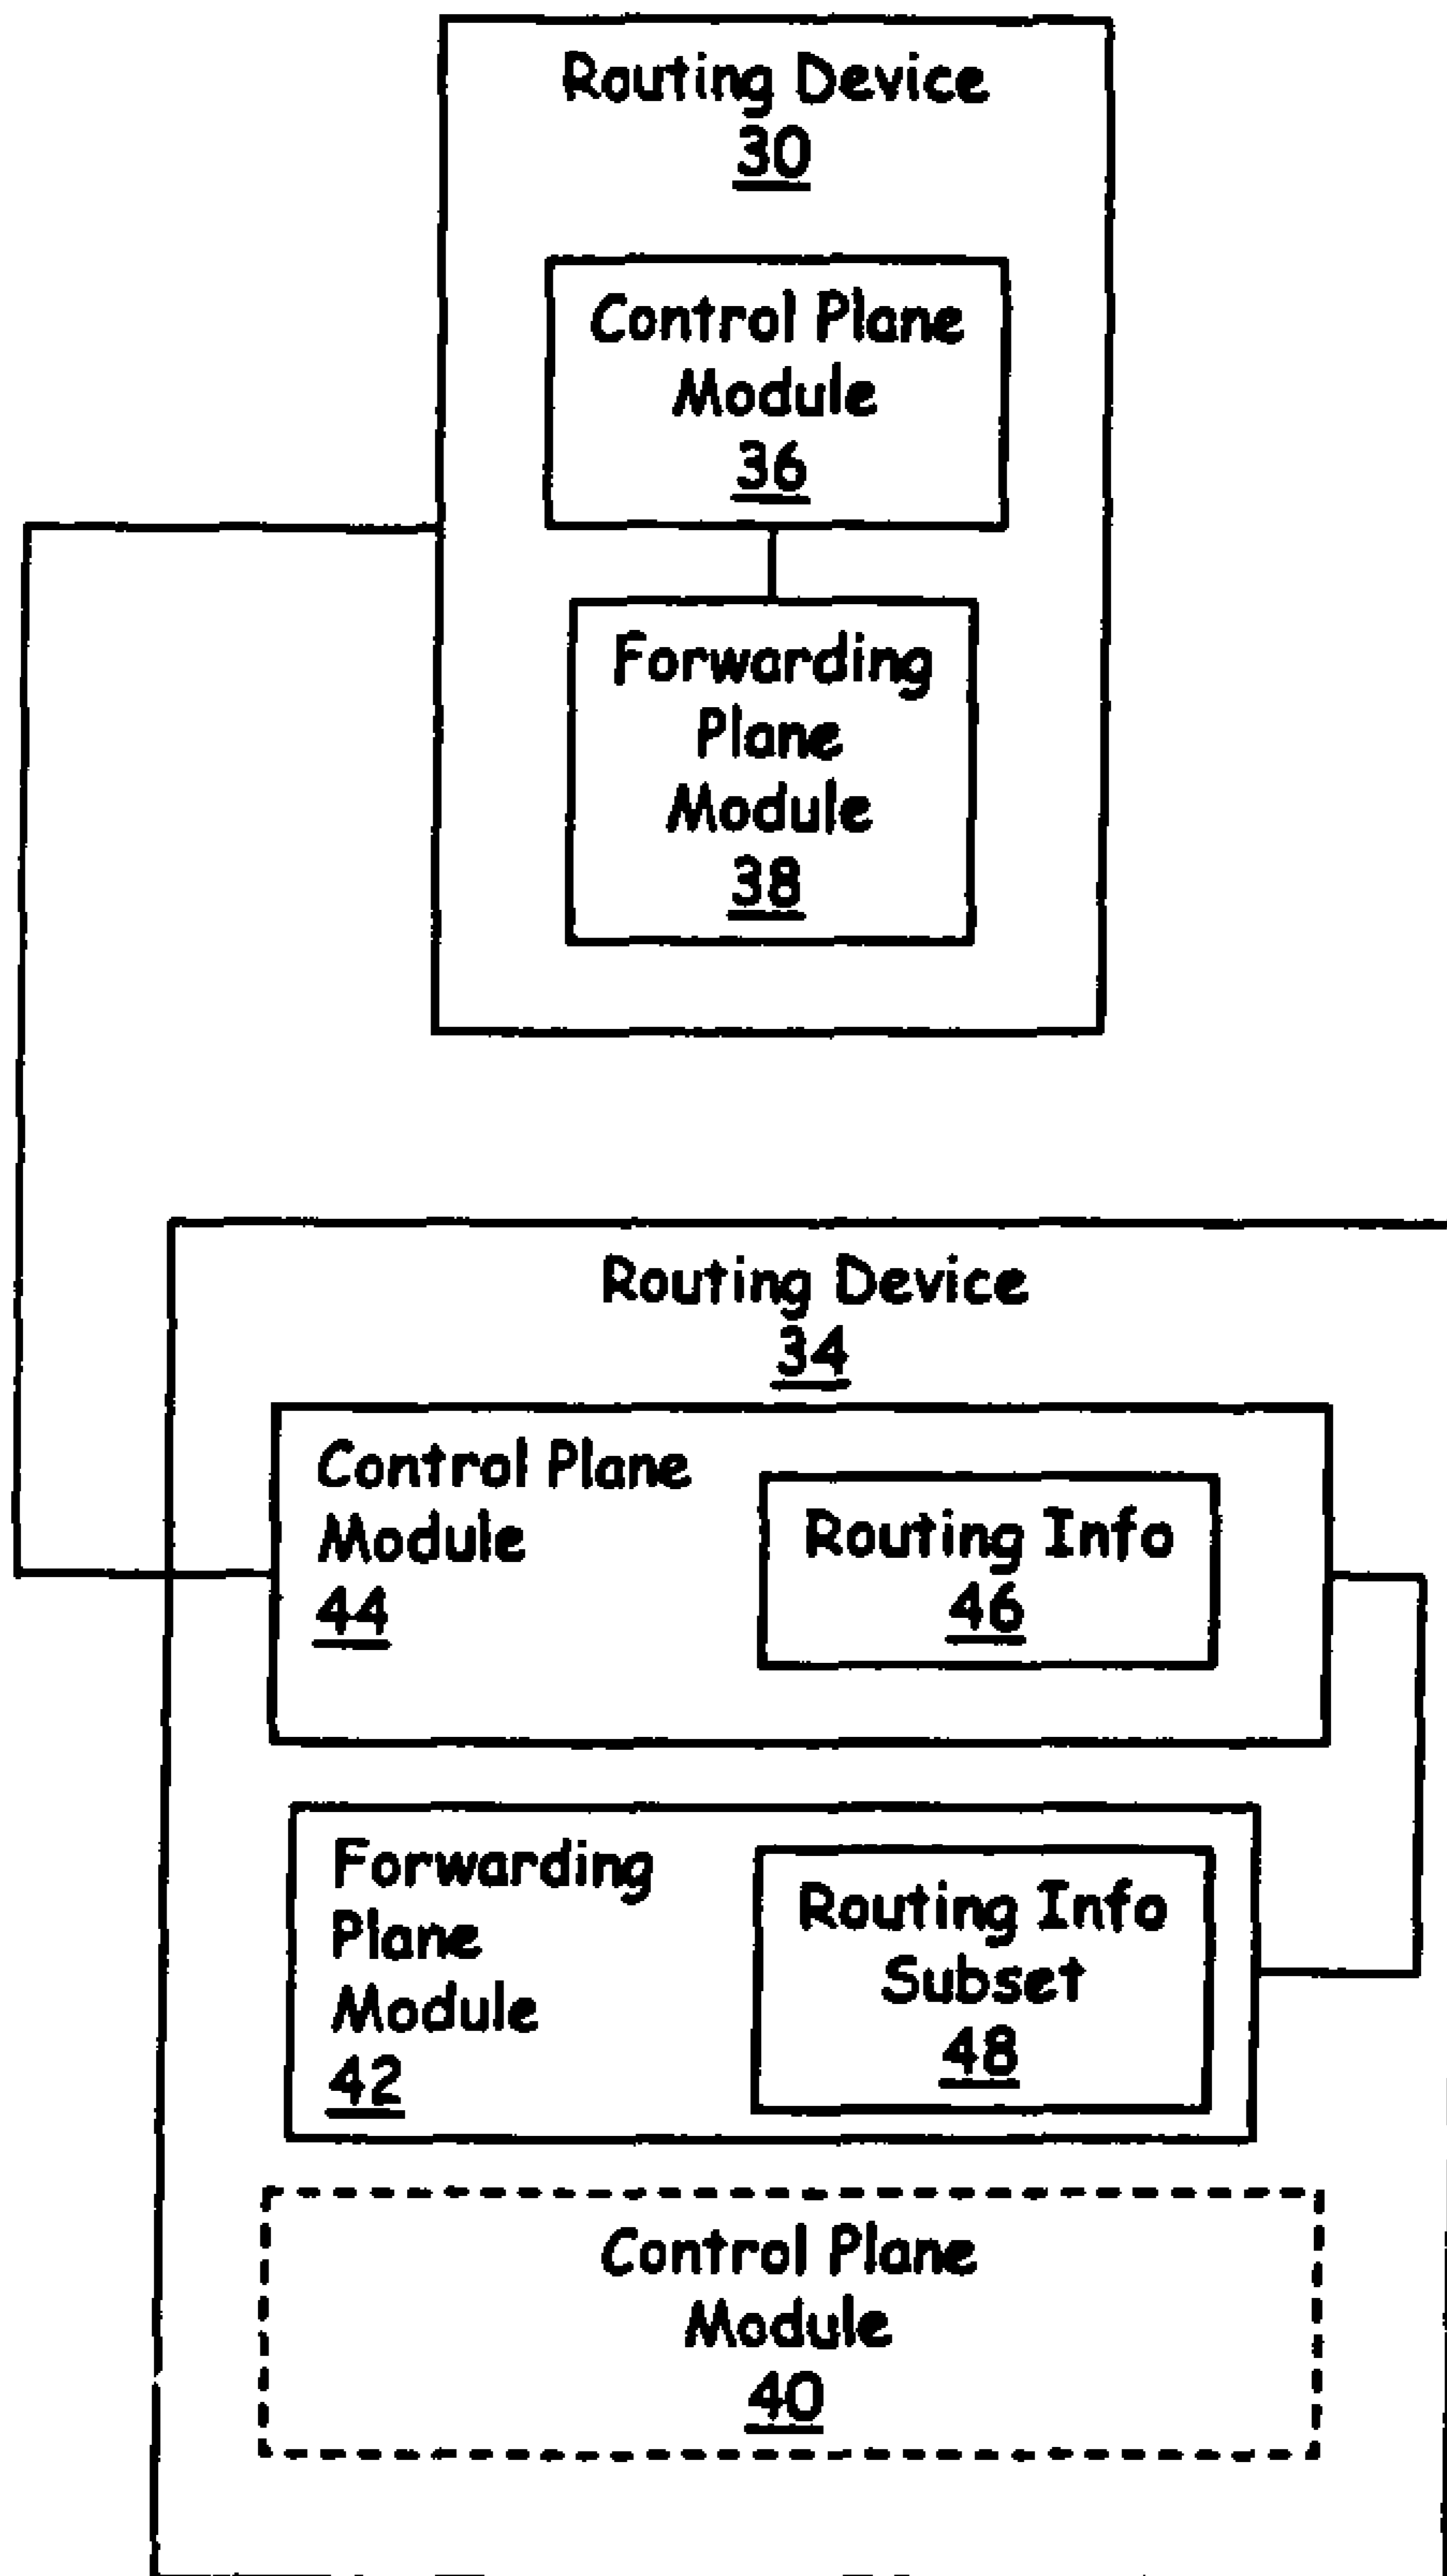 Routing Device
30
Control Plane
Module
36
Forwarding
Plane
Module
38
Routing Device
34
Control Plane
Module
44
Routing Info
46
Forwarding
Plane
Module
42
Routing Info
Subset
48
Control Plane
Module
40